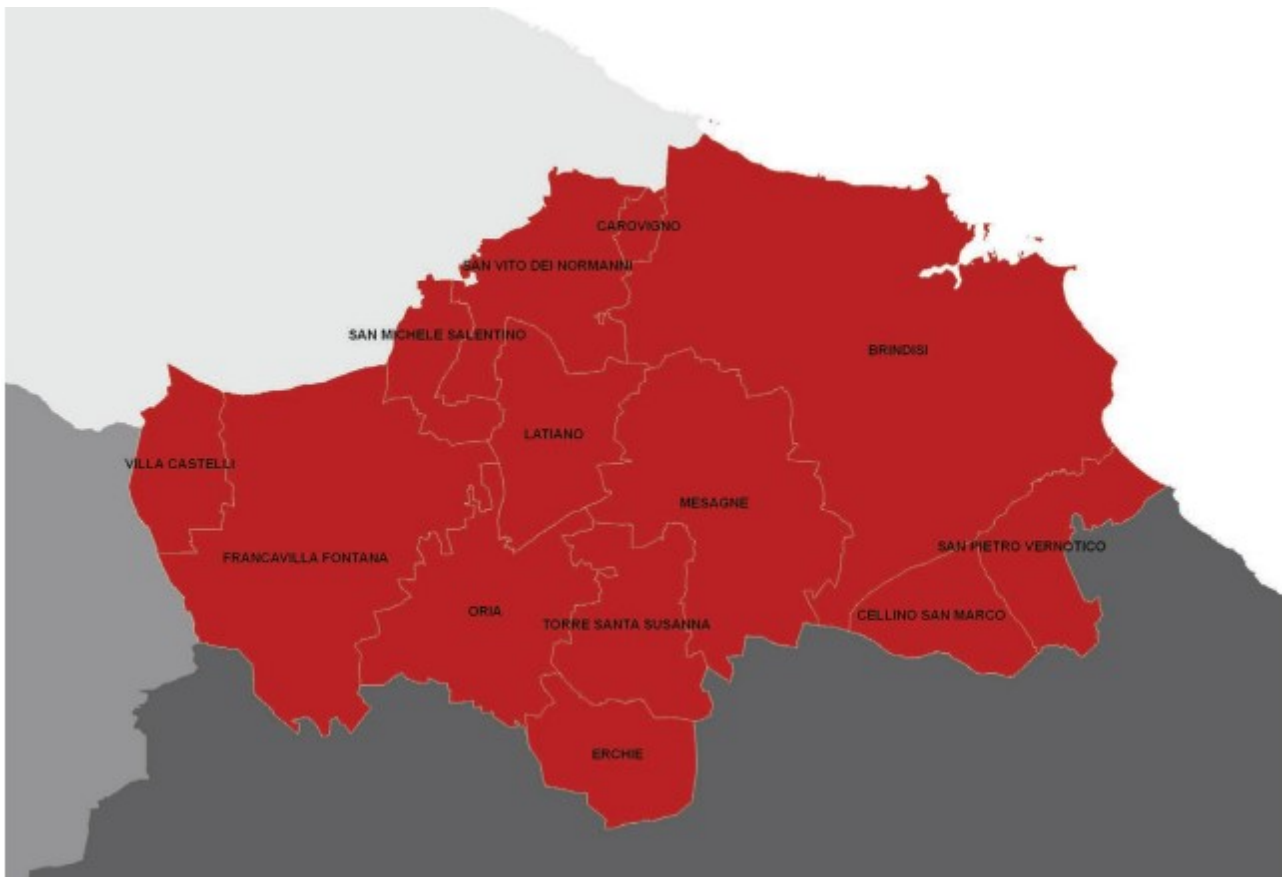 CAROVIGNO
SAN VITO DEI NORMANNI
SAN MICHELE SALENTINO
BRINDISI
LATIANO
VILLA CASTELLI
MESAGNE
SAN PIETRO VERNOTICO
FRANCAVILLA FONTANA
ORIA
CELLINO SAN MARCO
TORRE SANTA SUSANNA
ERCHIE